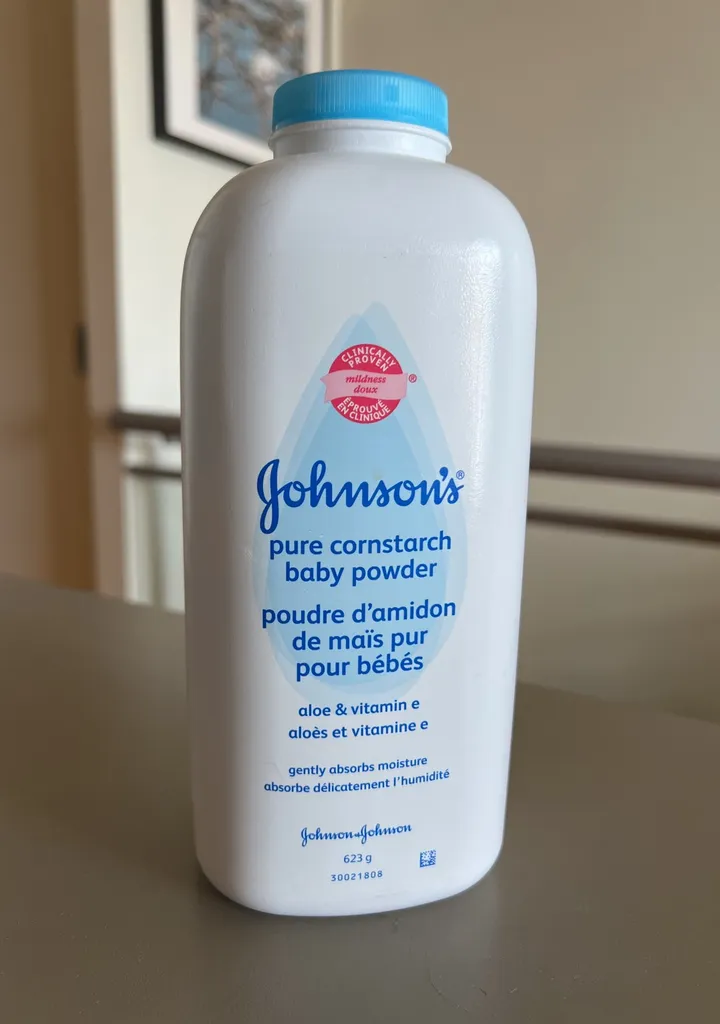 CLINICALLY
PROVEN
mildness
doux
®
ÉPROUVÉ
EN CLINIQUE
Johnson's®
pure cornstarch
baby powder
poudre d'amidon
de maïs pur
pour bébés
aloe & vitamin e
aloès et vitamine e
gently absorbs moisture
absorbe délicatement l'humidité
Johnson & Johnson
623 g
30021808